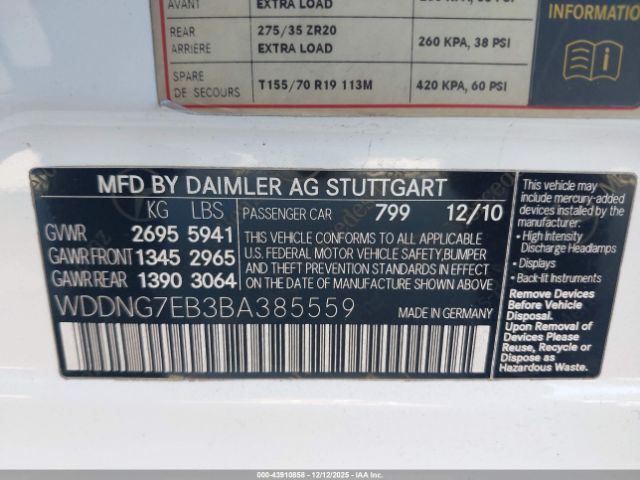 AVANT EXTRA LOAD
REAR 275/35 ZR20
ARRIÈRE EXTRA LOAD 260 KPA, 38 PSI
SPARE T155/70 R19 113M 420 KPA, 60 PSI
DE SECOURS
INFORMATION
MFD BY DAIMLER AG STUTTGART
KG LBS PASSENGER CAR 799 12/10
GVWR 2695 5941
GAWR FRONT 1345 2965
GAWR REAR 1390 3064
THIS VEHICLE CONFORMS TO ALL APPLICABLE
U.S. FEDERAL MOTOR VEHICLE SAFETY,BUMPER
AND THEFT PREVENTION STANDARDS IN EFFECT
ON THE DATE OF MANUFACTURE SHOWN ABOVE.
WDDNG7EB3BA385559 MADE IN GERMANY
This vehicle may
include mercury-added
devices installed by the
manufacturer:
• High Intensity
Discharge Headlamps
• Displays
• Back-lit Instruments
Remove Devices
Before Vehicle Disposal.
Upon Removal of
Devices Please
Reuse, Recycle or
Dispose as
Hazardous Waste.
000-43910858 - 12/12/2025 - IAAI.CA